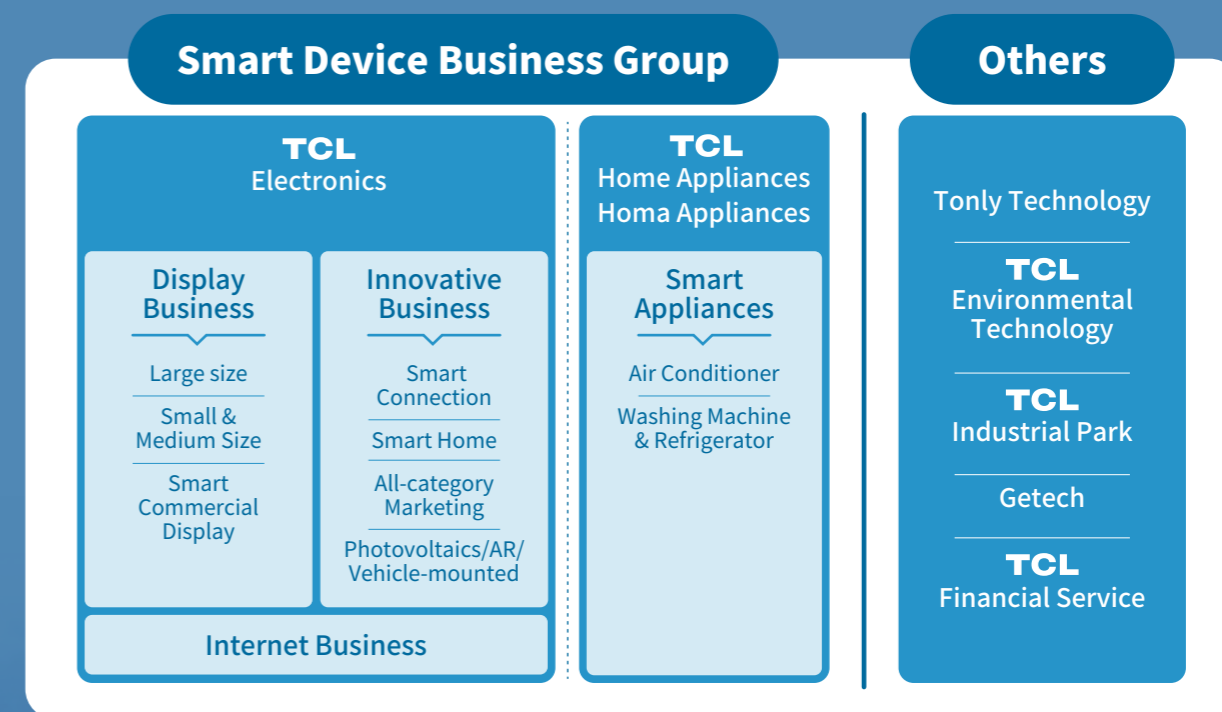 Smart Device Business Group
TCL
Electronics
Display
Business
Large size
Small &
Medium Size
Smart
Commercial
Display
Innovative
Business
Smart
Connection
Smart Home
All-category
Marketing
Photovoltaics/AR/
Vehicle-mounted
Internet Business
TCL
Home Appliances
Homa Appliances
Smart
Appliances
Air Conditioner
Washing Machine
& Refrigerator
Others
Tonly Technology
TCL
Environmental
Technology
TCL
Industrial Park
Getech
TCL
Financial Service